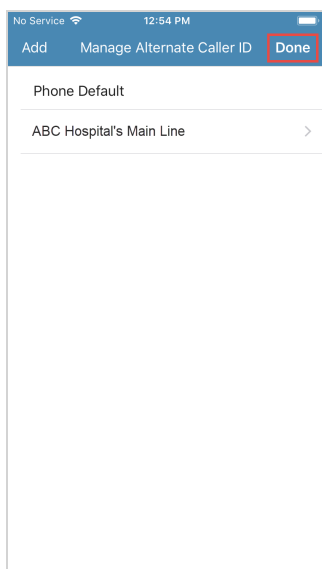 No Service 12:54 PM
Add Manage Alternate Caller ID Done
Phone Default
ABC Hospital's Main Line